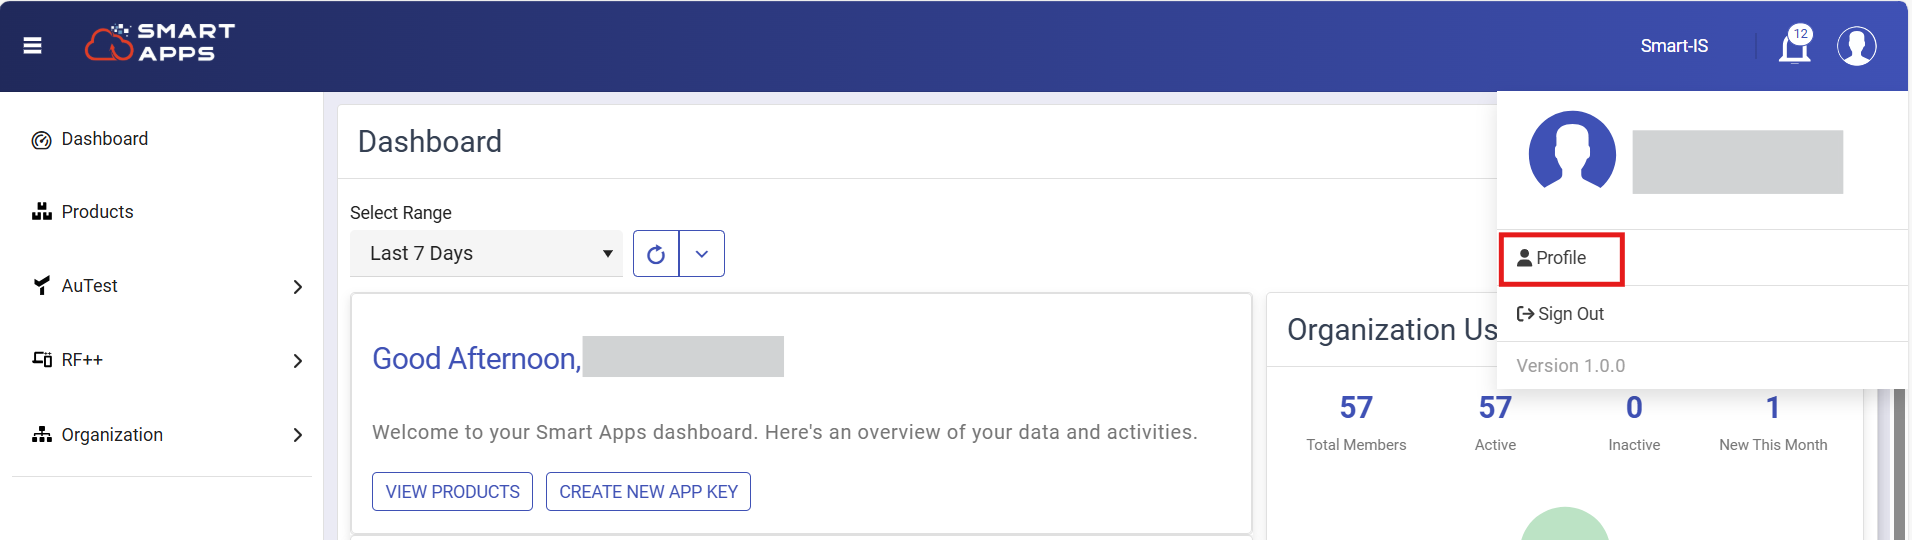 SMART
APPS
Smart-IS
12
Dashboard
Products
AuTest
RF++
Organization
Dashboard
Select Range
Last 7 Days
Good Afternoon,
Welcome to your Smart Apps dashboard. Here's an overview of your data and activities.
VIEW PRODUCTS
CREATE NEW APP KEY
Organization Us
57
Total Members
57
Active
0
Inactive
1
New This Month
Profile
Sign Out
Version 1.0.0